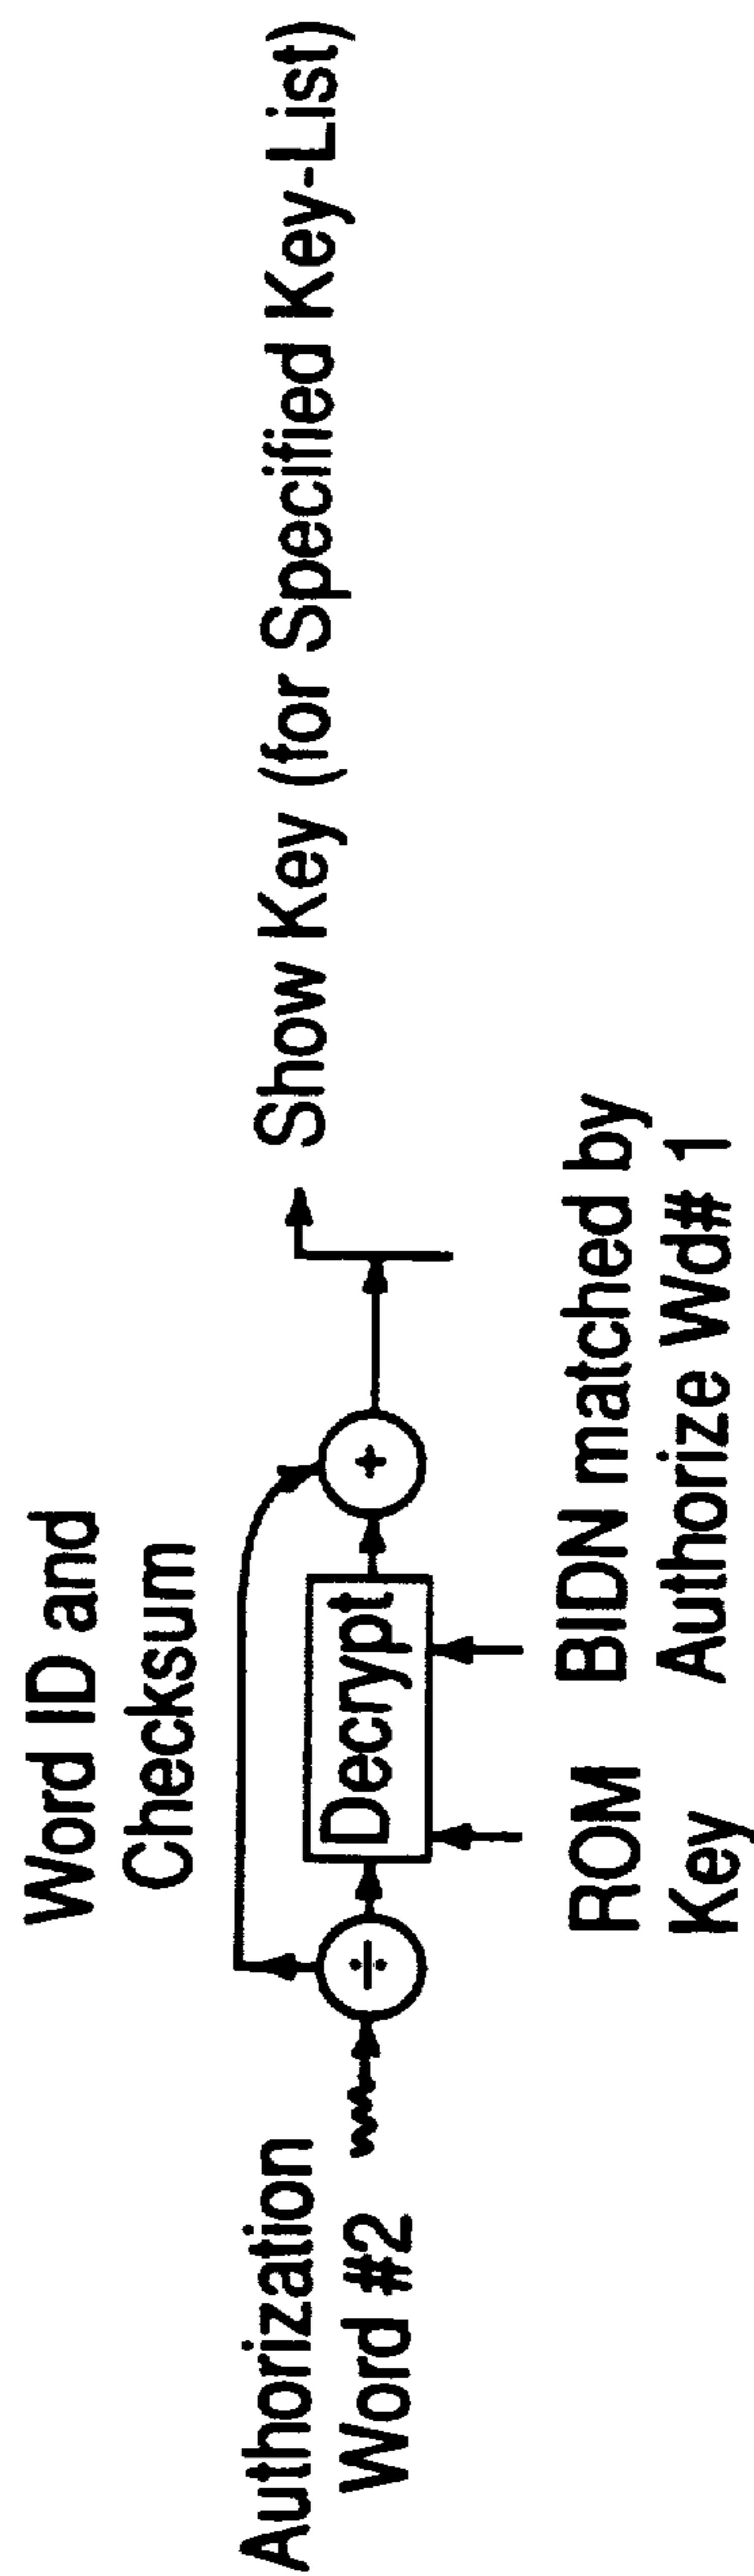 Word ID and
Checksum
Authorization
Word #2
÷
Decrypt
+
Show Key (for Specified Key-List)
ROM
Key
BIDN matched by
Authorize Wd# 1